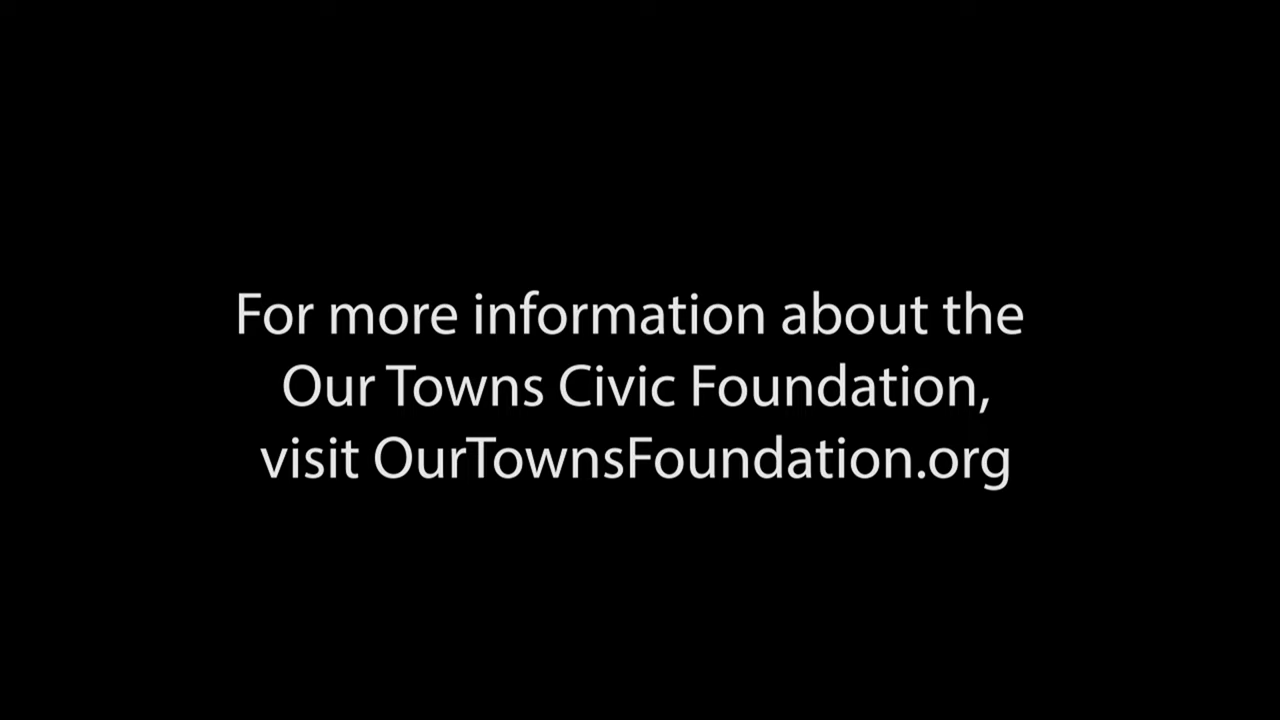 For more information about the
Our Towns Civic Foundation,
visit OurTownsFoundation.org